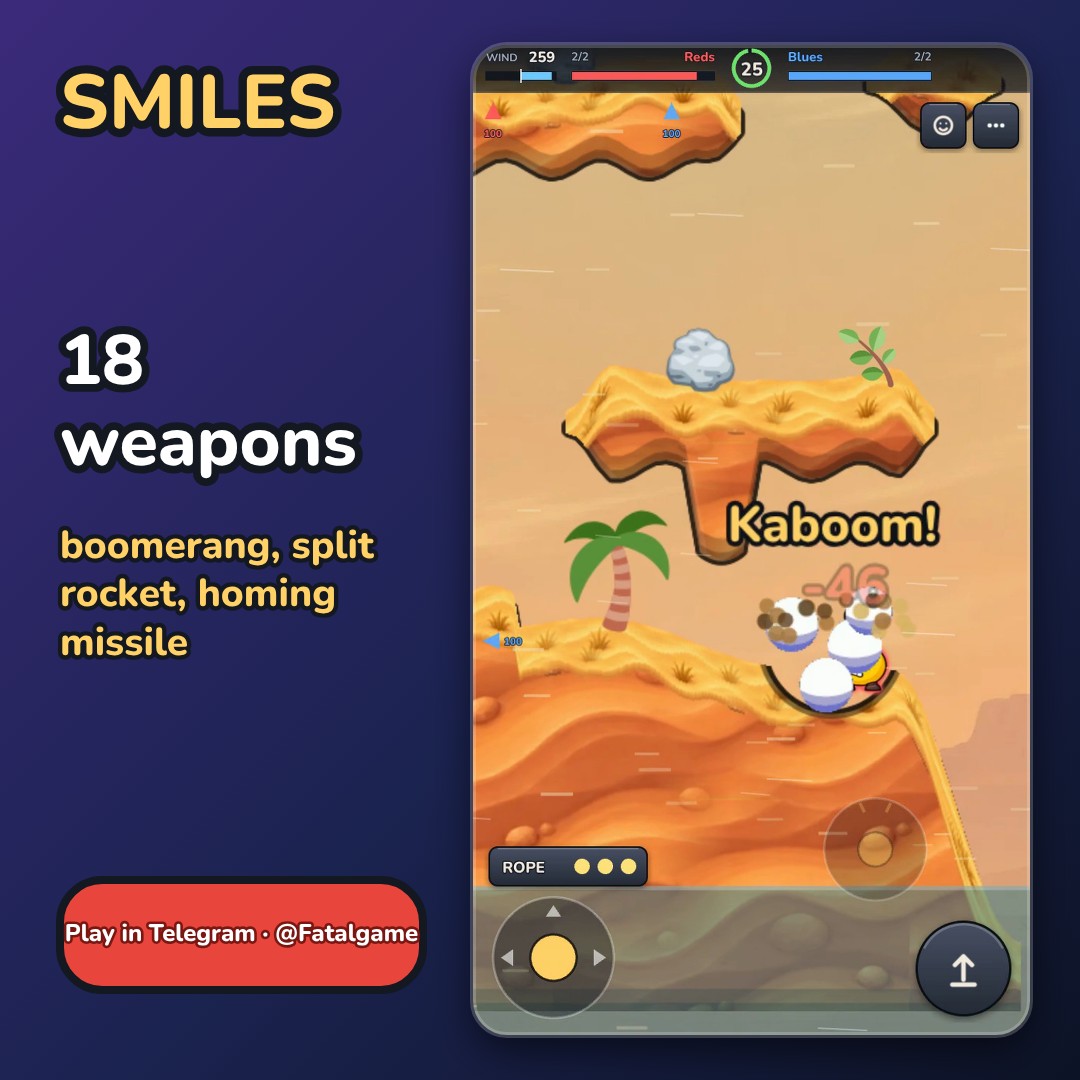 SMILES
18
weapons
boomerang, split
rocket, homing
missile
Play in Telegram · @Fatalgame
WIND 259 2/2 Reds 25 Blues 2/2
100 100
Kaboom!
-46
100
ROPE